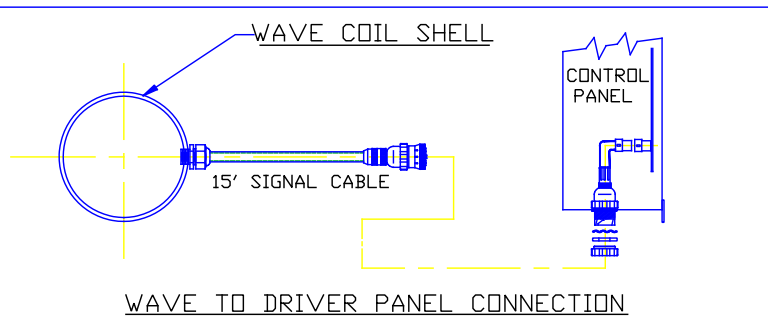 WAVE COIL SHELL
CONTROL
PANEL
15' SIGNAL CABLE
WAVE TO DRIVER PANEL CONNECTION